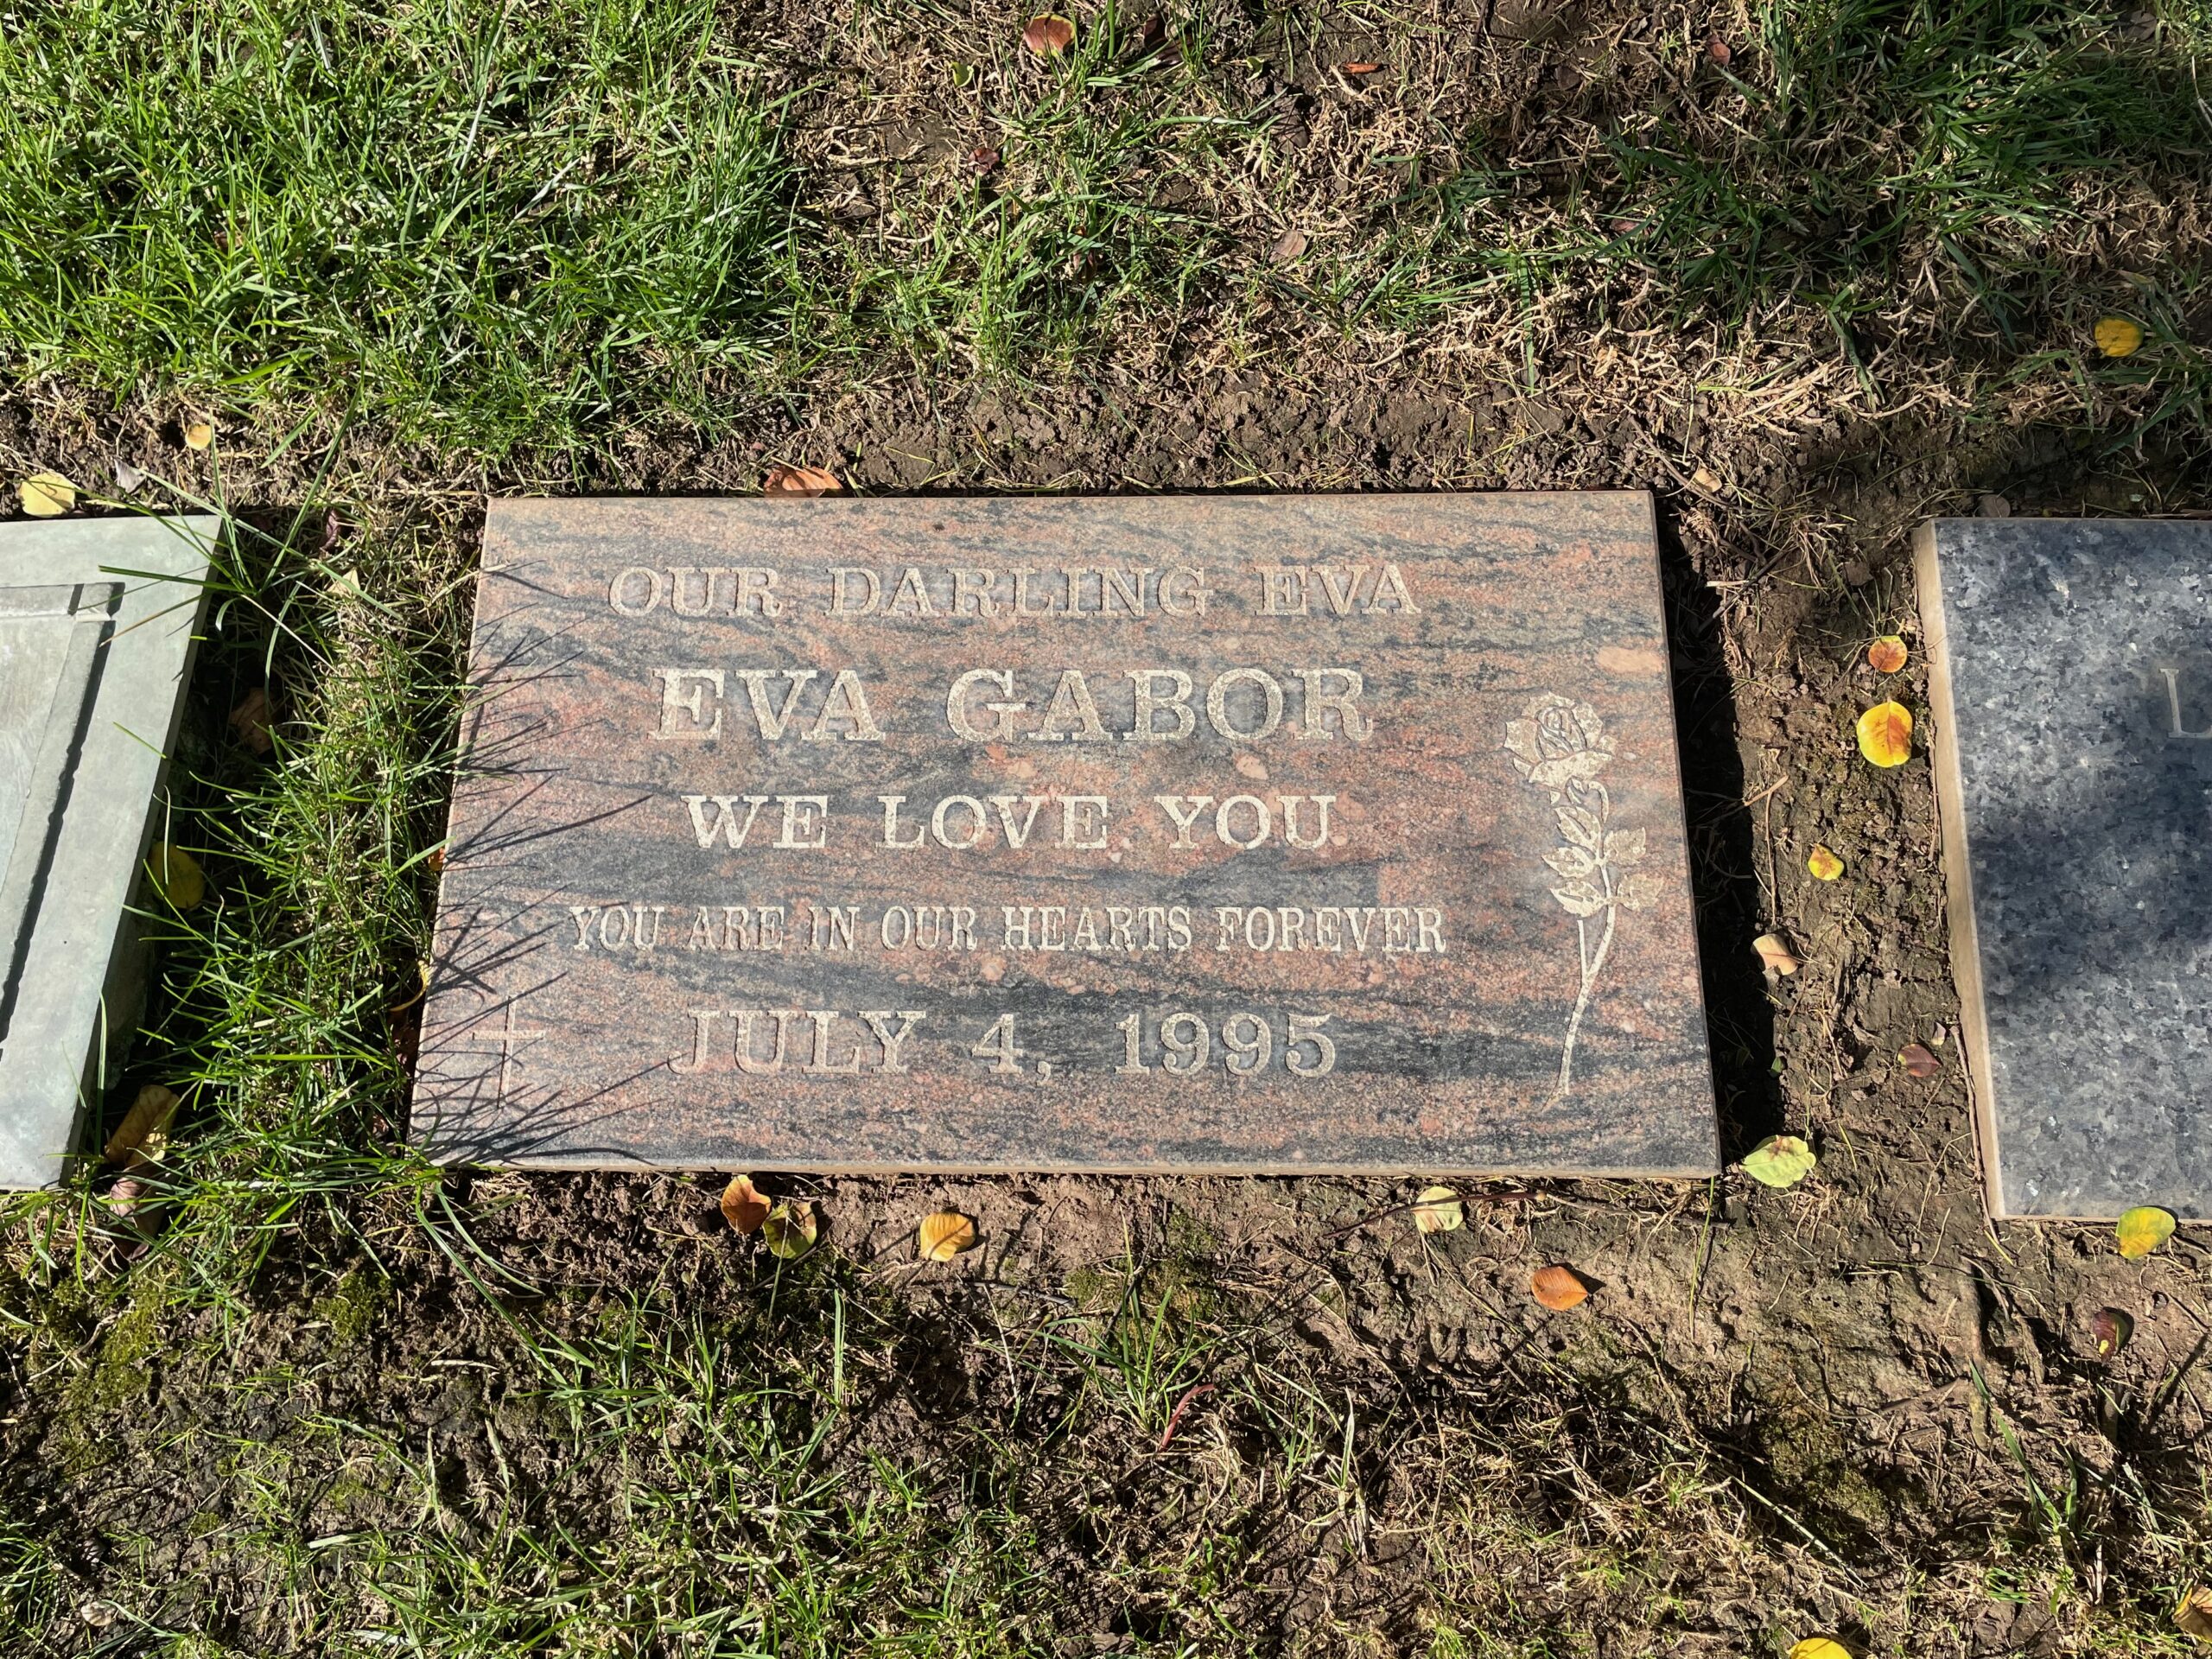 OUR DARLING EVA
EVA GABOR
WE LOVE YOU
YOU ARE IN OUR HEARTS FOREVER
JULY 4, 1995